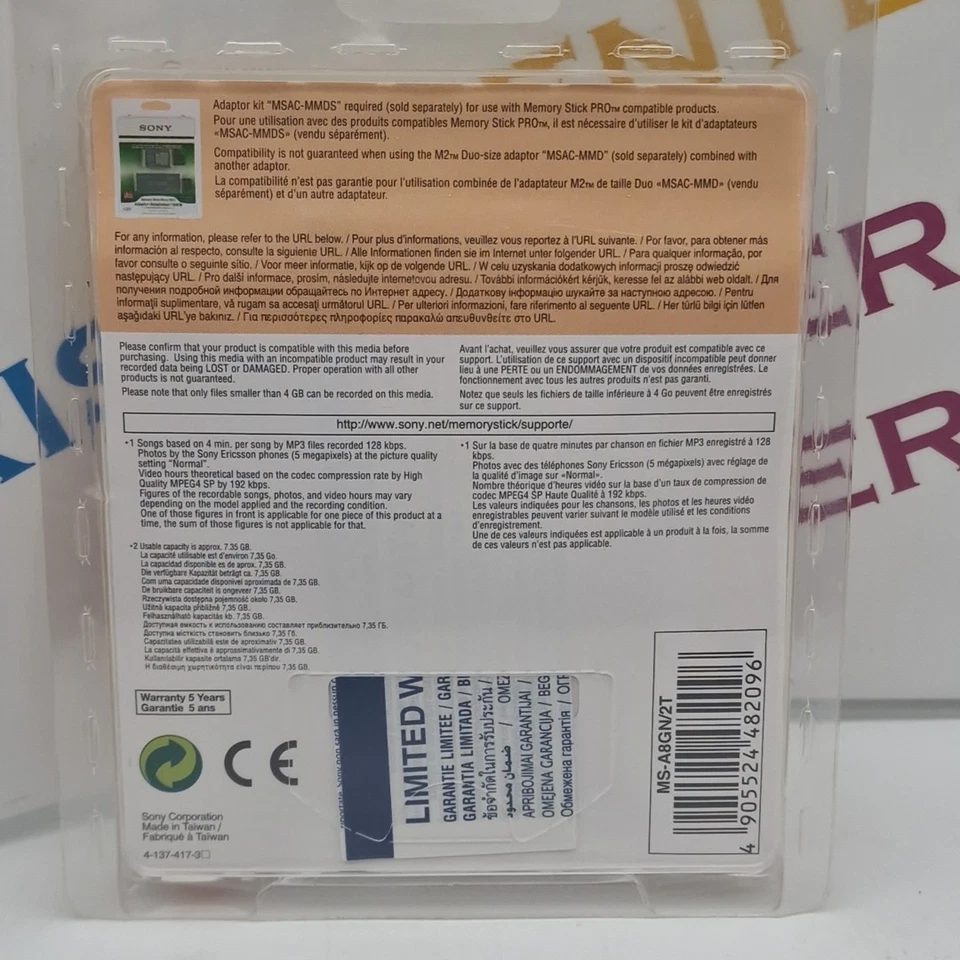 Adaptor kit "MSAC-MMDS" required (sold separately) for use with Memory Stick PRO™ compatible products.
Pour une utilisation avec des produits compatibles Memory Stick PRO™, il est nécessaire d'utiliser le kit d'adaptateurs
«MSAC-MMDS» (vendu séparément).
Compatibility is not guaranteed when using the M2™ Duo-size adaptor "MSAC-MMD" (sold separately) combined with
another adaptor.
La compatibilité n'est pas garantie pour l'utilisation combinée de l'adaptateur M2™ de taille Duo «MSAC-MMD» (vendu
séparément) et d'un autre adaptateur.
SONY
For any information, please refer to the URL below. / Pour plus d'informations, veuillez vous reportez à l'URL suivante. / Por favor, para obtener más
información al respecto, consulte la siguiente URL. / Alle Informationen finden sie im Internet unter folgender URL. / Para qualquer informação, por
favor consulte o seguinte sítio. / Voor meer informatie, kijk op de volgende URL. / W celu uzyskania dodatkowych informacji proszę odwiedzić
następujący URL. / Pro další informace, prosím, následujte internetovou adresu. / További információkért kérjük, keresse fel az alábbi web oldalt. / Для
получения подробной информации обращайтесь по Интернет адресу. / Додаткову інформацію шукайте за наступною адресою. / Pentru
informaţii suplimentare, vă rugam sa accesaţi următorul URL. / Per ulteriori informazioni, fare riferimento al seguente URL. / Her türlü bilgi için lütfen
aşağıdaki URL'ye bakınız. / Για περισσότερες πληροφορίες παρακαλώ απευθυνθείτε στο URL.
Please confirm that your product is compatible with this media before
purchasing. Using this media with an incompatible product may result in your
recorded data being LOST or DAMAGED. Proper operation with all other
products is not guaranteed.
Please note that only files smaller than 4 GB can be recorded on this media.
Avant l'achat, veuillez vous assurer que votre produit est compatible avec ce
support. L'utilisation de ce support avec un dispositif incompatible peut donner
lieu à une PERTE ou un ENDOMMAGEMENT de vos données enregistrées. Le
fonctionnement avec tous les autres produits n'est pas garanti.
Notez que seuls les fichiers de taille inférieure à 4 Go peuvent être enregistrés
sur ce support.
http://www.sony.net/memorystick/supporte/
*1 Songs based on 4 min. per song by MP3 files recorded 128 kbps.
Photos by the Sony Ericsson phones (5 megapixels) at the picture quality
setting "Normal".
Video hours theoretical based on the codec compression rate by High
Quality MPEG4 SP by 192 kbps.
Figures of the recordable songs, photos, and video hours may vary
depending on the model applied and the recording condition.
One of those figures in front is applicable for one piece of this product at a
time, the sum of those figures is not applicable for that.
*1 Sur la base de quatre minutes par chanson en fichier MP3 enregistré à 128
kbps.
Photos avec des téléphones Sony Ericsson (5 mégapixels) avec réglage de
la qualité d'image sur «Normal».
Nombre théorique d'heures vidéo sur la base d'un taux de compression de
codec MPEG4 SP Haute Qualité à 192 kbps.
Les valeurs indiquées pour les chansons, les photos et les heures vidéo
enregistrables peuvent varier suivant le modèle utilisé et les conditions
d'enregistrement.
Une de ces valeurs indiquées est applicable à un produit à la fois, la somme
de ces valeurs n'est pas applicable.
*2 Usable capacity is approx. 7,35 GB.
La capacité utilisable est d'environ 7,35 Go.
La capacidad disponible es de aprox. 7,35 GB.
Die verfügbare Kapazität beträgt ca. 7,35 GB.
Com uma capacidade disponível aproximada de 7,35 GB.
De bruikbare capaciteit is ongeveer 7,35 GB.
Rzeczywista dostępna pojemność około 7,35 GB.
Užitná kapacita přibližně 7,35 GB.
Felhasználható kapacitás kb. 7,35 GB.
Доступная емкость к использованию составляет приблизительно 7,35 ГБ.
Доступна місткість становить близько 7,35 Гб.
Capacitatea utilizabilă este de aproximativ 7,35 GB.
La capacità effettiva è approssimativamente di 7,35 GB.
Kullanılabilir kapasite ortalama 7,35 GB'dir.
Η διαθέσιμη χωρητικότητα είναι περίπου 7,35 GB.
Warranty 5 Years
Garantie 5 ans
CE
Sony Corporation
Made in Taiwan /
Fabriqué à Taiwan
4-137-417-3
LIMITED W
GARANTIE LIMITEE / GAR
GARANTIA LIMITADA / B
ข้อจำกัดในการรับประกัน /
ضمان محدود / OMEZ
APRIBOJIMAI GARANTIJAI /
OMEJENA GARANCIJA / BEG
Обмежена гарантія / ОГР
MS-A8GN/2T
4 905524 482096
ENTE
RIS
ER
ER